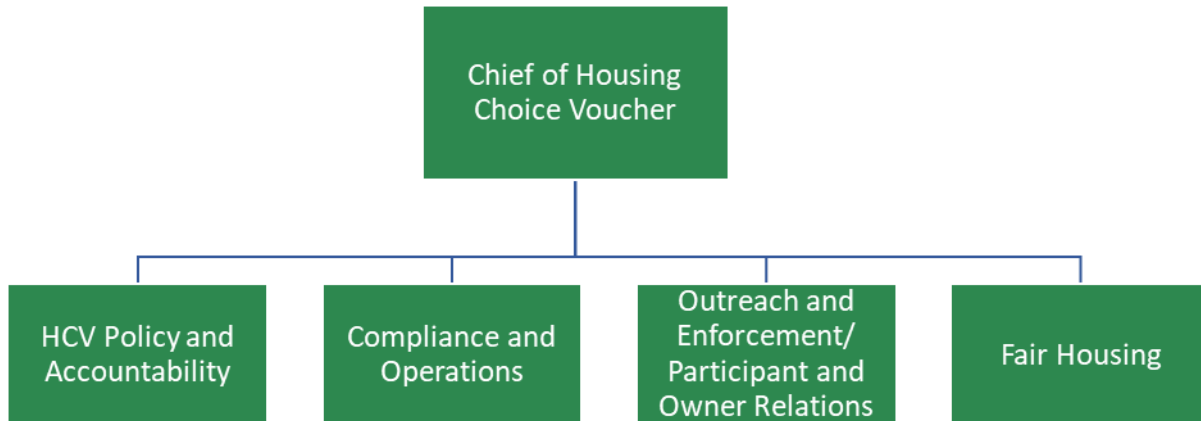 Chief of Housing
Choice Voucher
HCV Policy and
Accountability
Compliance and
Operations
Outreach and
Enforcement/
Participant and
Owner Relations
Fair Housing